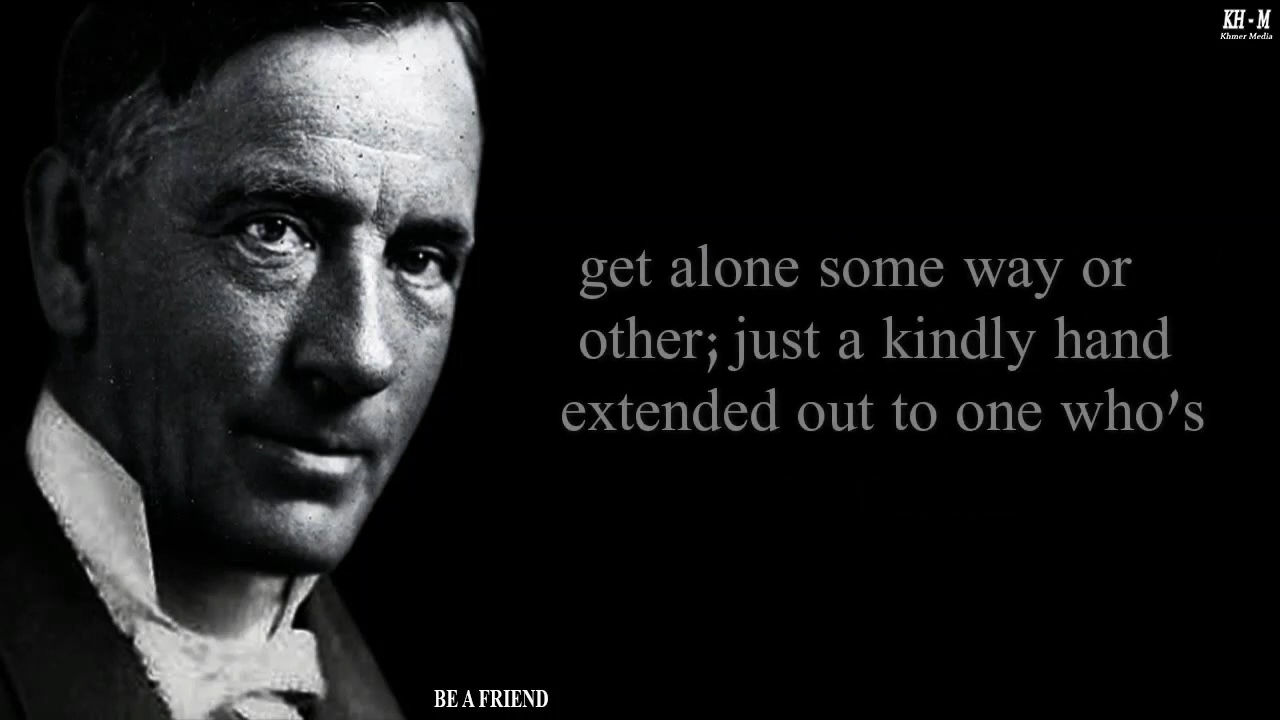 KH - M
Khmer Media
get alone some way or
other; just a kindly hand
extended out to one who's
BE A FRIEND